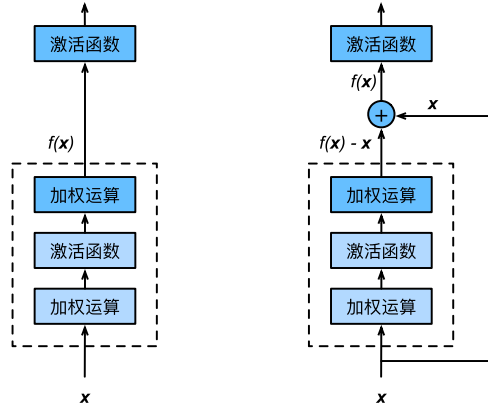 激活函数
f(x)
加权运算
激活函数
加权运算
x
激活函数
f(x)
x
+
f(x) - x
加权运算
激活函数
加权运算
x